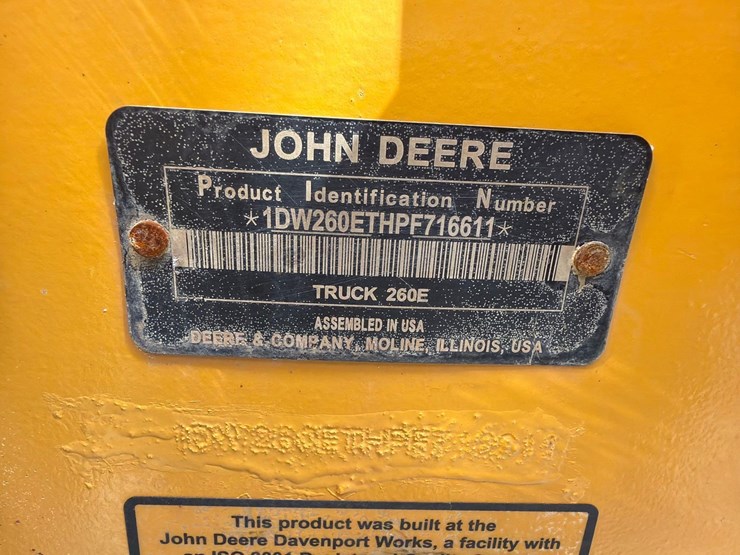 JOHN DEERE
Product Identification Number
*1DW260ETHPF716611*
TRUCK 260E
ASSEMBLED IN USA
DEERE & COMPANY, MOLINE, ILLINOIS, USA
This product was built at the
John Deere Davenport Works, a facility with